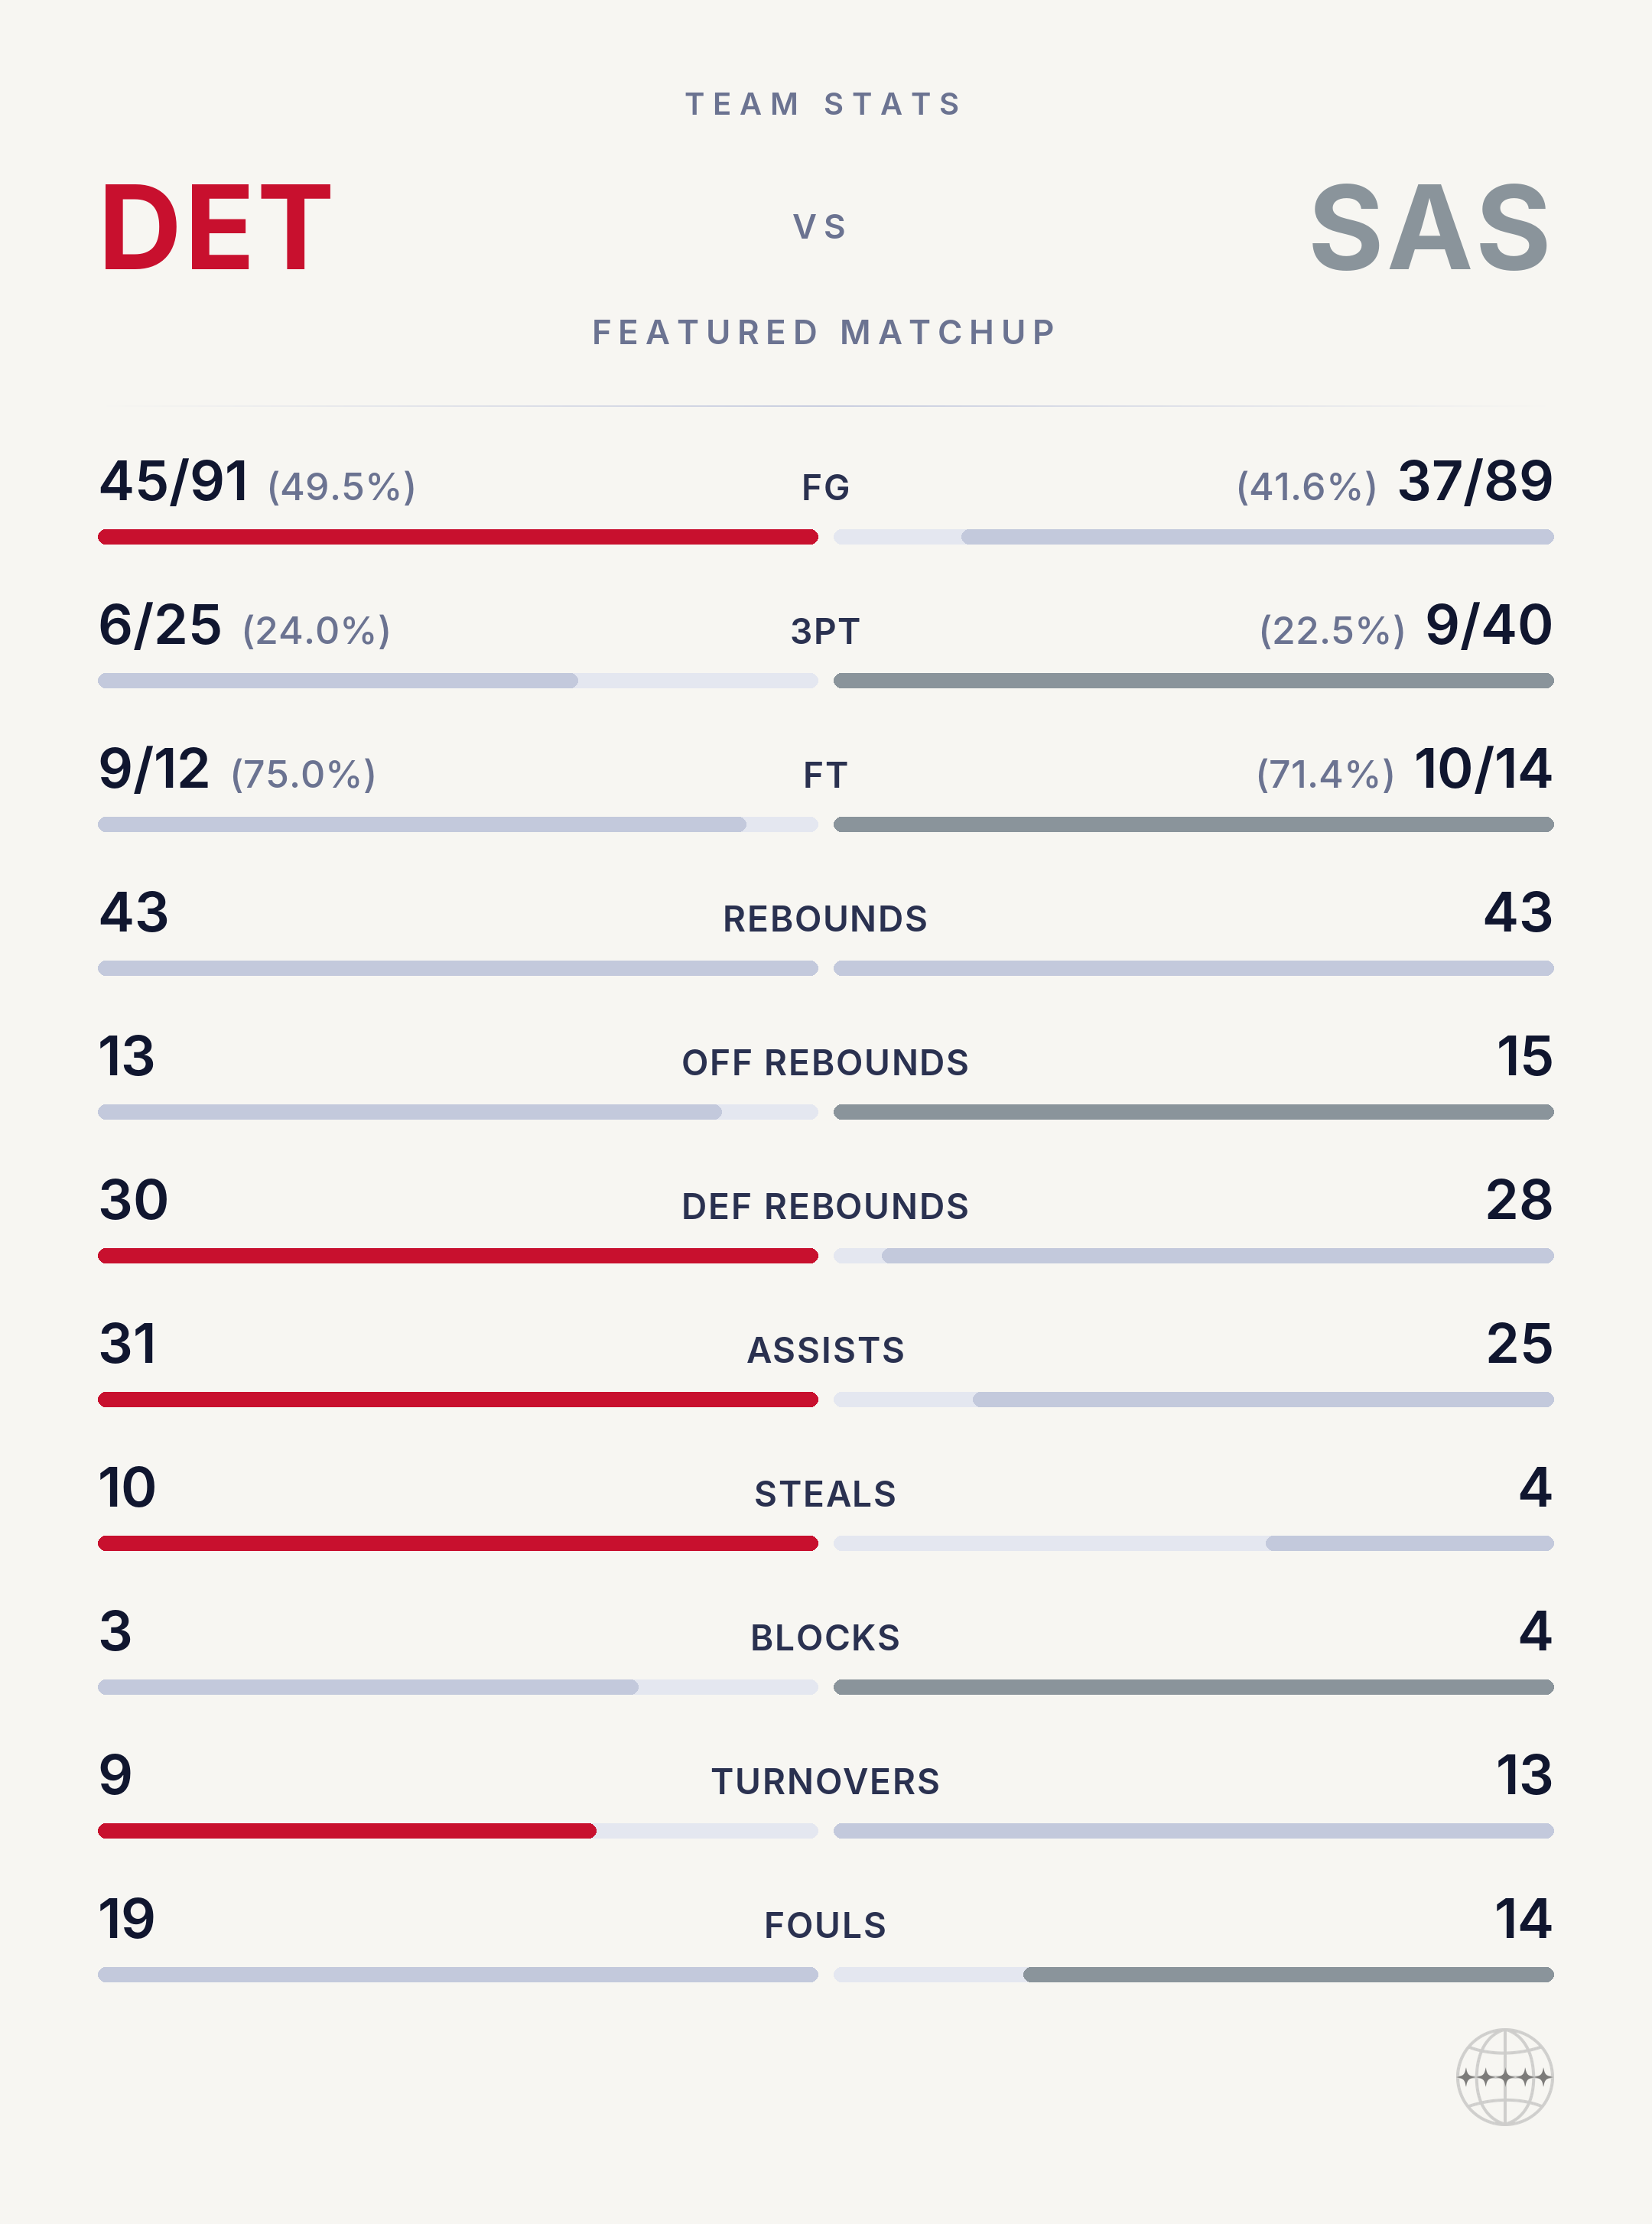 TEAM STATS
DET VS SAS
FEATURED MATCHUP
45/91 (49.5%) FG (41.6%) 37/89
6/25 (24.0%) 3PT (22.5%) 9/40
9/12 (75.0%) FT (71.4%) 10/14
43 REBOUNDS 43
13 OFF REBOUNDS 15
30 DEF REBOUNDS 28
31 ASSISTS 25
10 STEALS 4
3 BLOCKS 4
9 TURNOVERS 13
19 FOULS 14